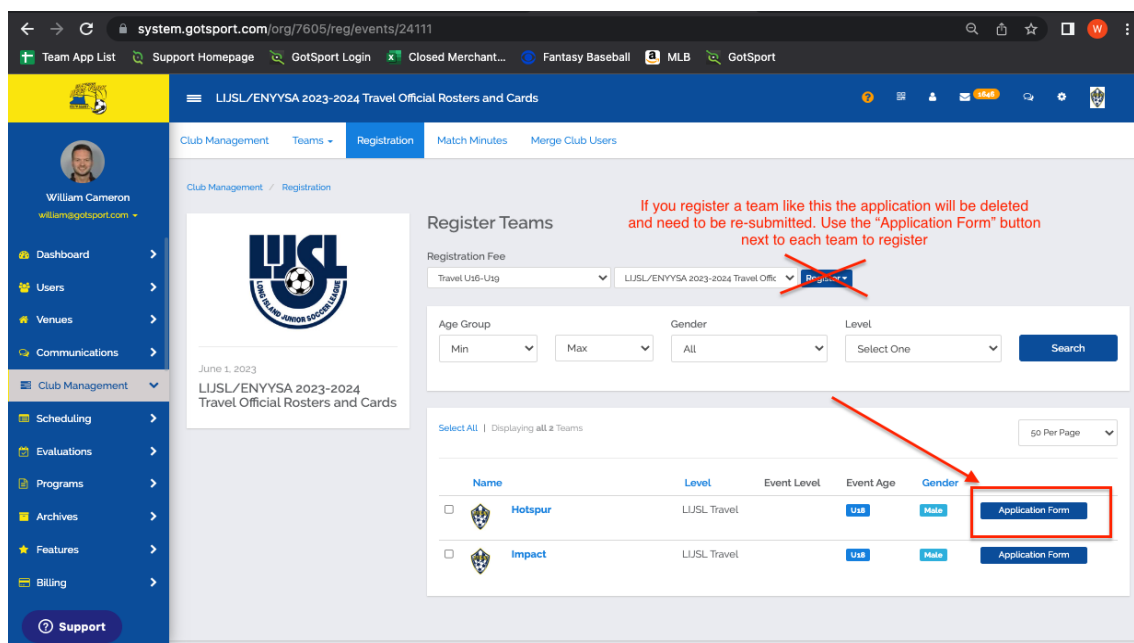 system.gotsport.com/org/7605/reg/events/24111
W
Team App List
Support Homepage
GotSport Login
Closed Merchant...
Fantasy Baseball
MLB
GotSport
LIJSL/ENYYSA 2023-2024 Travel Official Rosters and Cards
1646
Club Management
Teams
Registration
Match Minutes
Merge Club Users
William Cameron
william@gotsport.com
Dashboard
Users
Venues
Communications
Club Management
Scheduling
Evaluations
Programs
Archives
Features
Billing
Support
Club Management / Registration
LIJSL
LONG ISLAND JUNIOR SOCCER LEAGUE
June 1, 2023
LIJSL/ENYYSA 2023-2024
Travel Official Rosters and Cards
If you register a team like this the application will be deleted
and need to be re-submitted. Use the “Application Form” button
next to each team to register
Register Teams
Registration Fee
Travel U16-U19
LIJSL/ENYYSA 2023-2024 Travel Offic
Register
Age Group
Gender
Level
Min
Max
All
Select One
Search
Select All | Displaying all 2 Teams
50 Per Page
Name
Level
Event Level
Event Age
Gender
Hotspur
LIJSL Travel
U18
Male
Application Form
Impact
LIJSL Travel
U18
Male
Application Form